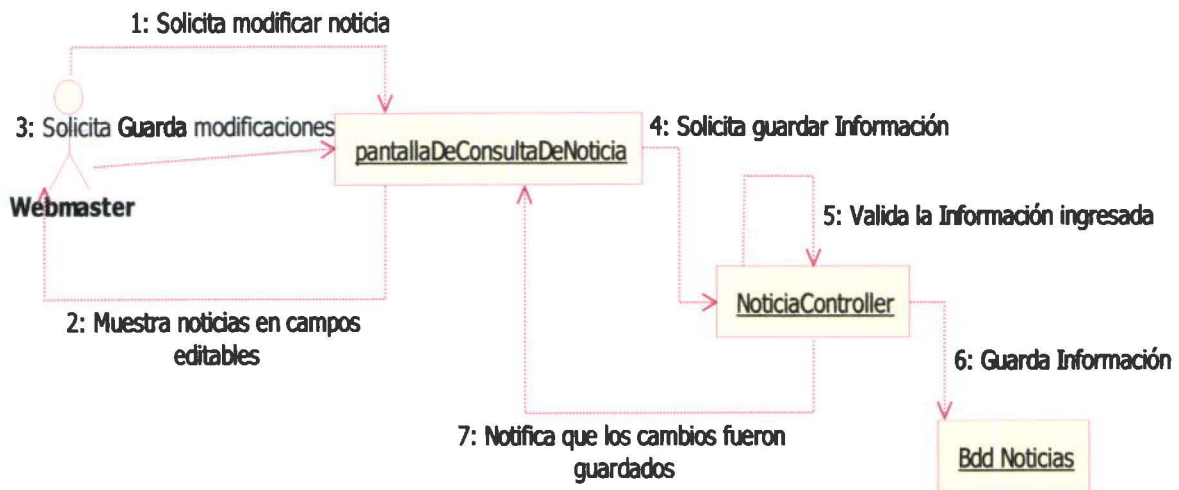 1: Solicita modificar noticia
3: Solicita Guarda modificaciones
pantallaDeConsultaDeNoticia
4: Solicita guardar Información
Webmaster
5: Valida la Información ingresada
NoticiaController
2: Muestra noticias en campos
editables
6: Guarda Información
7: Notifica que los cambios fueron
guardados
Bdd Noticias